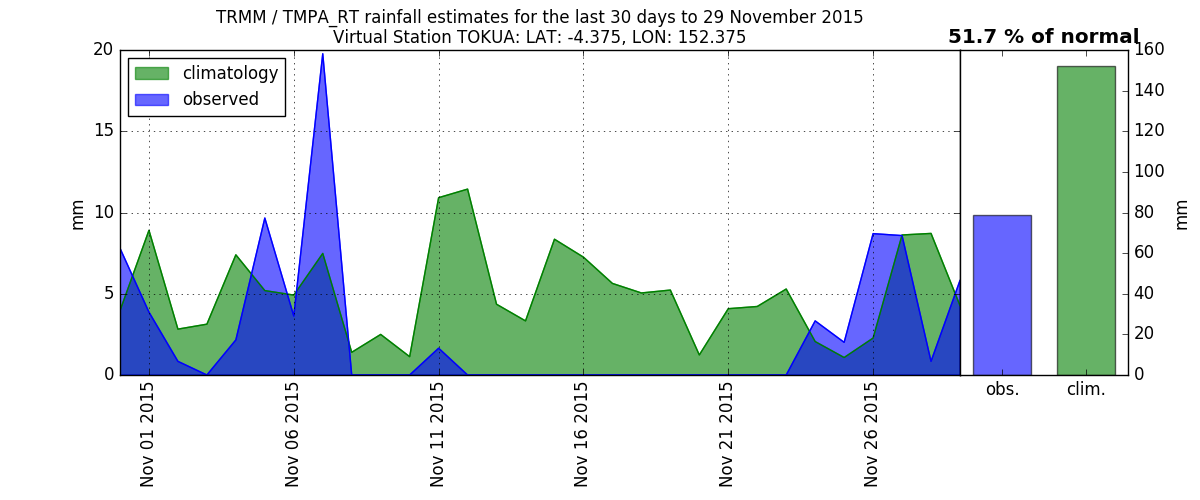 TRMM / TMPA_RT rainfall estimates for the last 30 days to 29 November 2015
Virtual Station TOKUA: LAT: -4.375, LON: 152.375
51.7 % of normal
climatology
observed
20
15
10
5
0
mm
Nov 01 2015
Nov 06 2015
Nov 11 2015
Nov 16 2015
Nov 21 2015
Nov 26 2015
obs.
clim.
160
140
120
100
80
60
40
20
0
mm